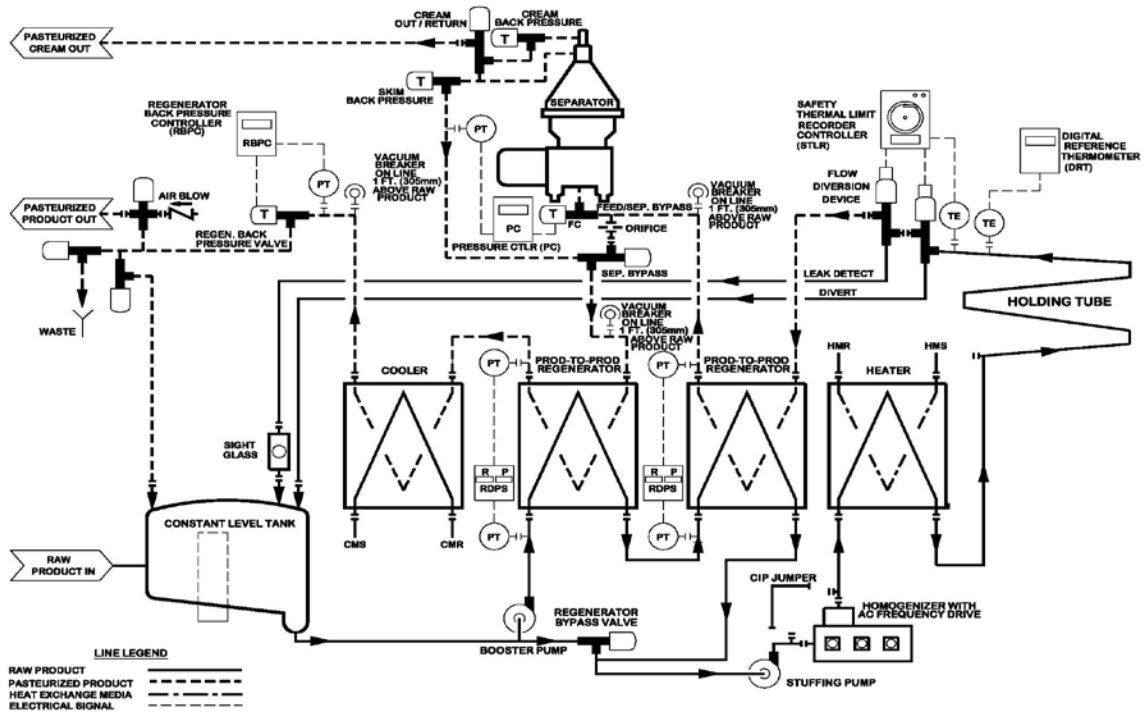 PASTEURIZED
CREAM OUT
CREAM
OUT / RETURN
CREAM
BACK PRESSURE
T
T
SKIM
BACK PRESSURE
SEPARATOR
REGENERATOR
BACK PRESSURE
CONTROLLER
(RBPC)
RBPC
PT
PT
VACUUM
BREAKER
ON LINE
1 FT. (305mm)
ABOVE RAW
PRODUCT
PASTEURIZED
PRODUCT OUT
AIR BLOW
T
REGEN. BACK
PRESSURE VALVE
WASTE
PC
T
FC
PRESSURE CTLR (PC)
FEED/SEP. BYPASS
ORIFICE
SEP. BYPASS
VACUUM
BREAKER
ON LINE
1 FT. (305mm)
ABOVE RAW
PRODUCT
SAFETY
THERMAL LIMIT
RECORDER
CONTROLLER
(STLR)
FLOW
DIVERSION
DEVICE
TE
TE
DIGITAL
REFERENCE
THERMOMETER
(DRT)
LEAK DETECT
DIVERT
HOLDING TUBE
VACUUM
BREAKER
ON LINE
1 FT. (305mm)
ABOVE RAW
PRODUCT
COOLER
PT
PROD-TO-PROD
REGENERATOR
PT
PROD-TO-PROD
REGENERATOR
HMR
HMS
HEATER
SIGHT
GLASS
R P
RDPS
R P
RDPS
PT
PT
CMS
CMR
CONSTANT LEVEL TANK
RAW
PRODUCT IN
BOOSTER PUMP
REGENERATOR
BYPASS VALVE
CIP JUMPER
HOMOGENIZER WITH
AC FREQUENCY DRIVE
STUFFING PUMP
LINE LEGEND
RAW PRODUCT
PASTEURIZED PRODUCT
HEAT EXCHANGE MEDIA
ELECTRICAL SIGNAL